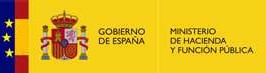 GOBIERNO
DE ESPAÑA
MINISTERIO
DE HACIENDA
Y FUNCIÓN PÚBLICA